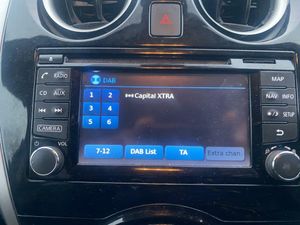 DAB
RADIO
MAP
1 2
Capital XTRA
CD AUX
NAV INFO
3 4
SETUP
5 6
CAMERA
VOL
7-12
DAB List
TA
Extra chan.